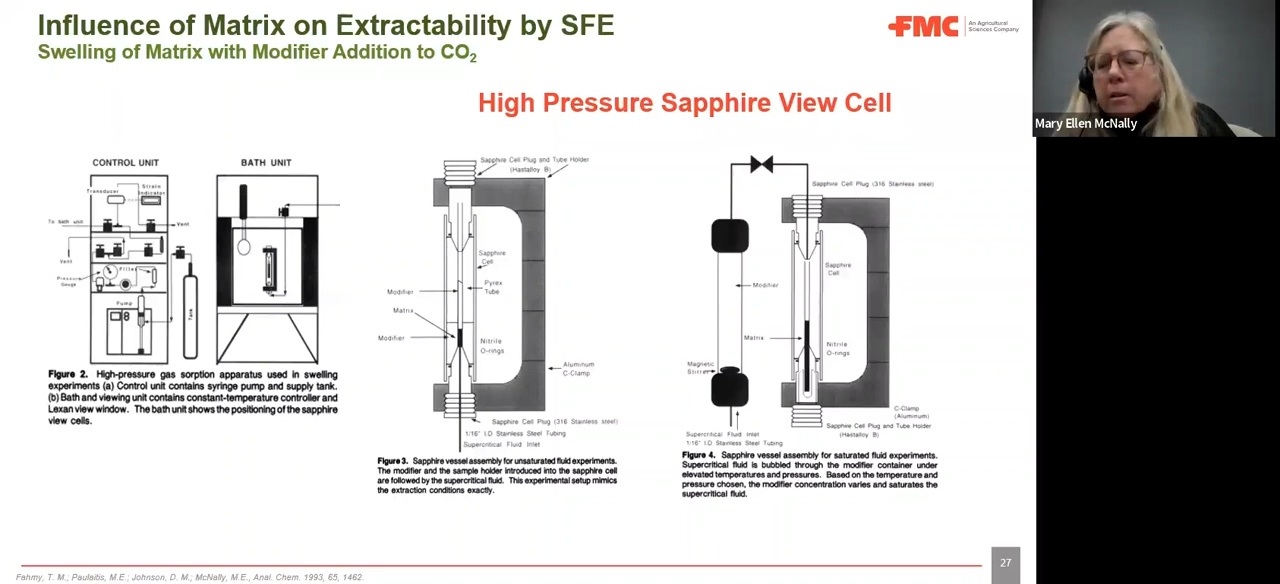 Influence of Matrix on Extractability by SFE
Swelling of Matrix with Modifier Addition to CO2
FMC
An Agricultural
Sciences Company
High Pressure Sapphire View Cell
Mary Ellen McNally
CONTROL UNIT
BATH UNIT
Transducer
Strain
Indicator
To bath unit
Vent
Vent
Filter
Pressure
Gauge
Pump
Tank
Figure 2. High-pressure gas sorption apparatus used in swelling
experiments (a) Control unit contains syringe pump and supply tank.
(b) Bath and viewing unit contains constant-temperature controller and
Lexan view window. The bath unit shows the positioning of the sapphire
view cells.
Sapphire Cell Plug and Tube Holder
(Hastalloy B)
Sapphire
Cell
Pyrex
Tube
Modifier
Matrix
Modifier
Nitrile
O-rings
Aluminum
C-Clamp
Sapphire Cell Plug (316 Stainless steel)
1/16" I.D Stainless Steel Tubing
Supercritical Fluid Inlet
Figure 3. Sapphire vessel assembly for unsaturated fluid experiments.
The modifier and the sample holder introduced into the sapphire cell
are followed by the supercritical fluid. This experimental setup mimics
the extraction conditions exactly.
Sapphire Cell Plug (316 Stainless steel)
Sapphire
Cell
Modifier
Matrix
Nitrile
O-rings
Magnetic
Stirrer
C-Clamp
(Aluminum)
Sapphire Cell Plug and Tube Holder
(Hastalloy B)
Supercritical Fluid Inlet
1/16" I.D Stainless Steel Tubing
Figure 4. Sapphire vessel assembly for saturated fluid experiments.
Supercritical fluid is bubbled through the modifier container under
elevated temperatures and pressures. Based on the temperature and
pressure chosen, the modifier concentration varies and saturates the
supercritical fluid.
27
Fahmy, T. M.; Paulaitis, M.E.; Johnson, D. M.; McNally, M.E., Anal. Chem. 1993, 65, 1462.